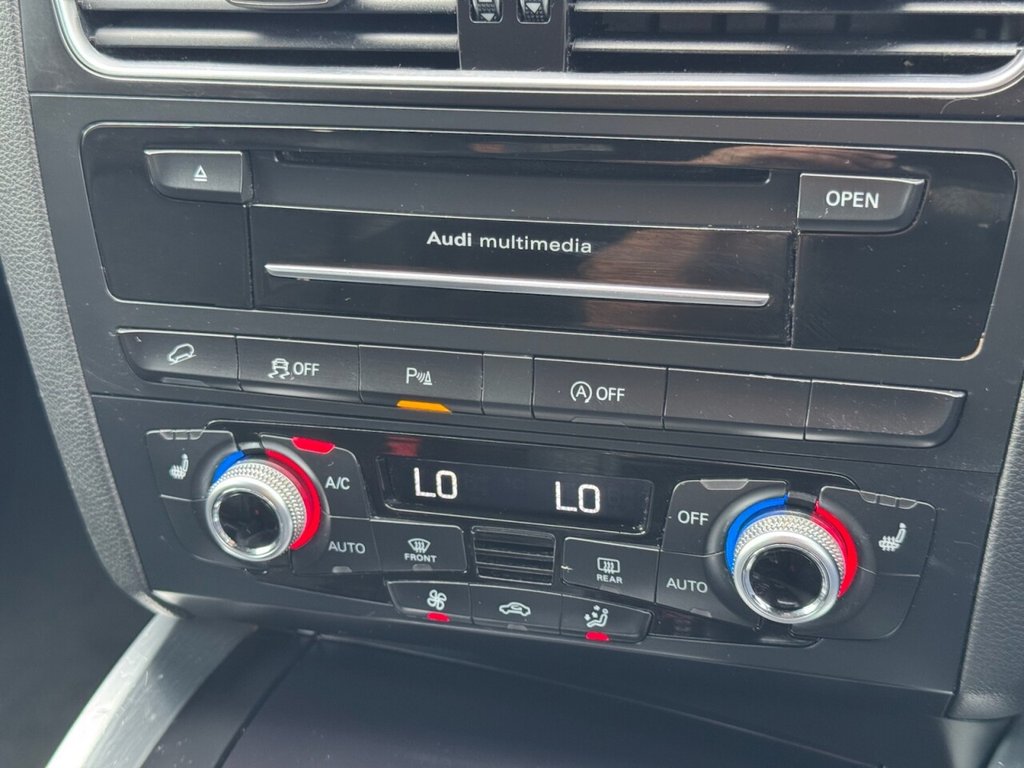 OPEN
Audi multimedia
OFF
P
A OFF
A/C
LO
LO
OFF
AUTO
FRONT
REAR
AUTO